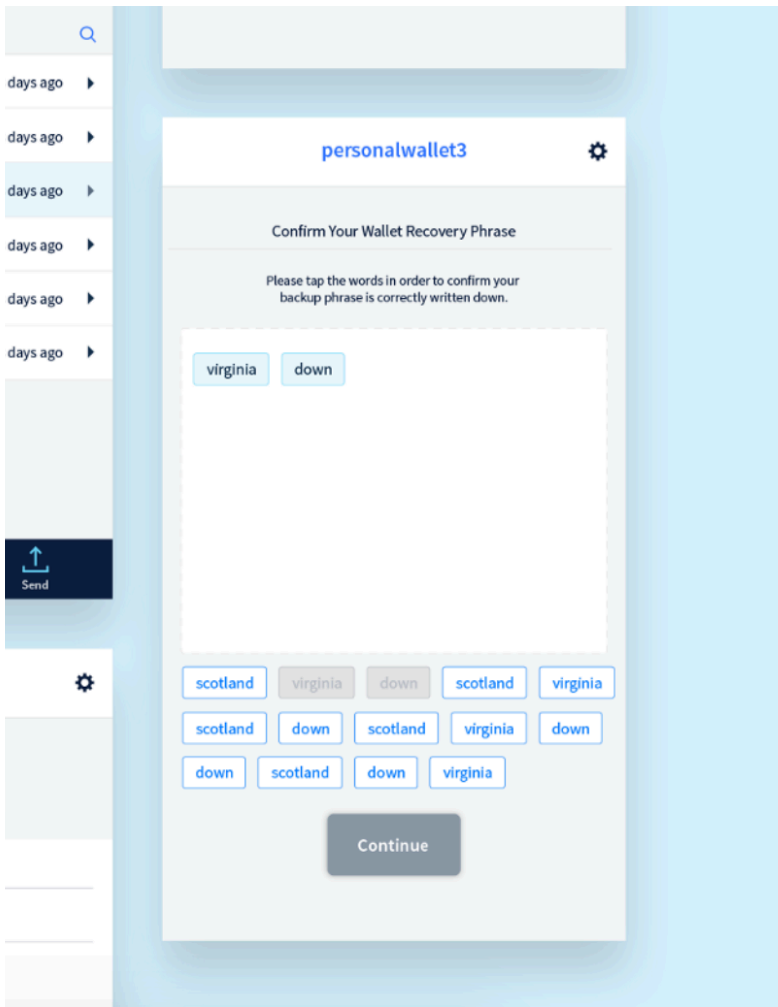 days ago
days ago
days ago
days ago
days ago
days ago
Send
personalwallet3
Confirm Your Wallet Recovery Phrase
Please tap the words in order to confirm your
backup phrase is correctly written down.
virginia down
scotland virginia down scotland virginia
scotland down scotland virginia down
down scotland down virginia
Continue